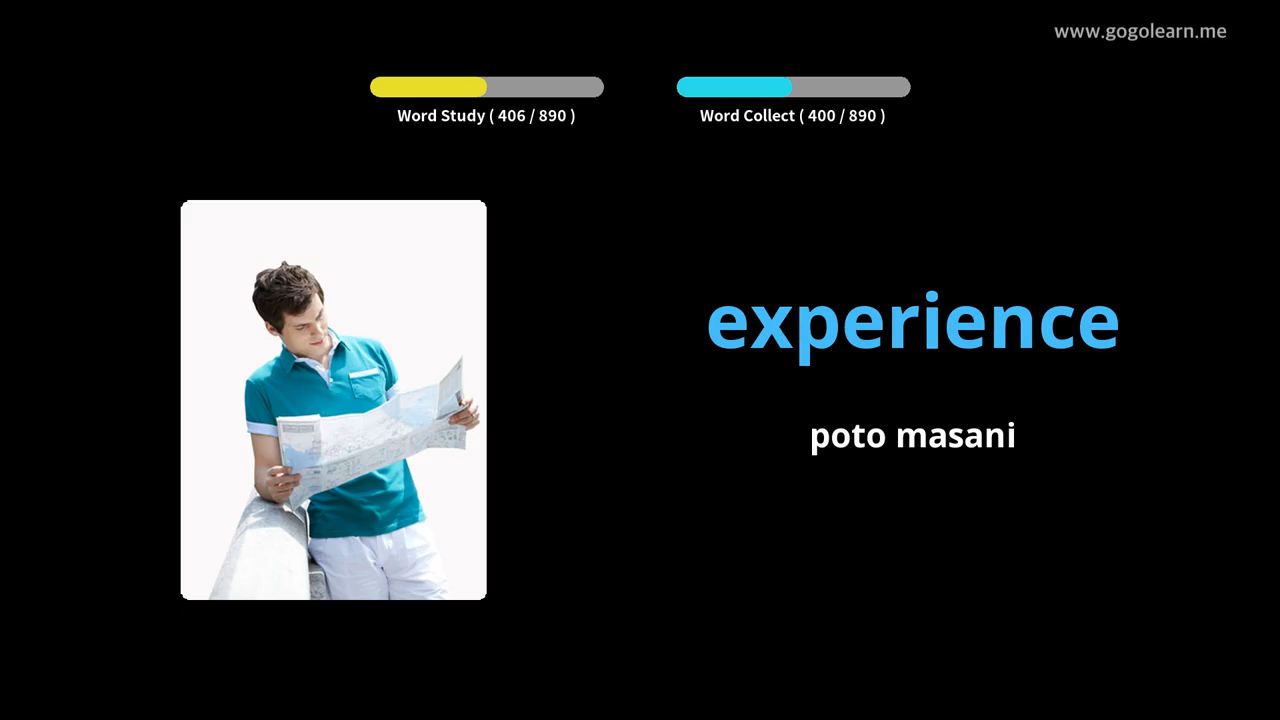 www.gogolearn.me
Word Study ( 406 / 890 )
Word Collect ( 400 / 890 )
experience
poto masani